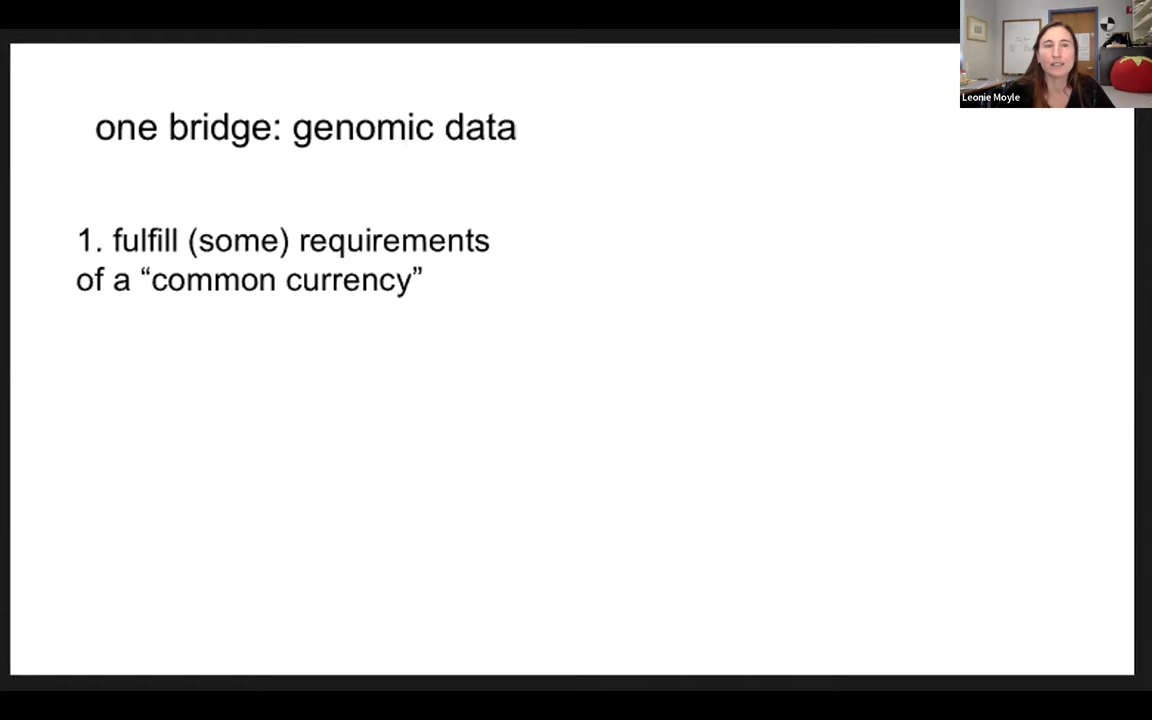 one bridge: genomic data
1. fulfill (some) requirements
of a “common currency”
Leonie Moyle